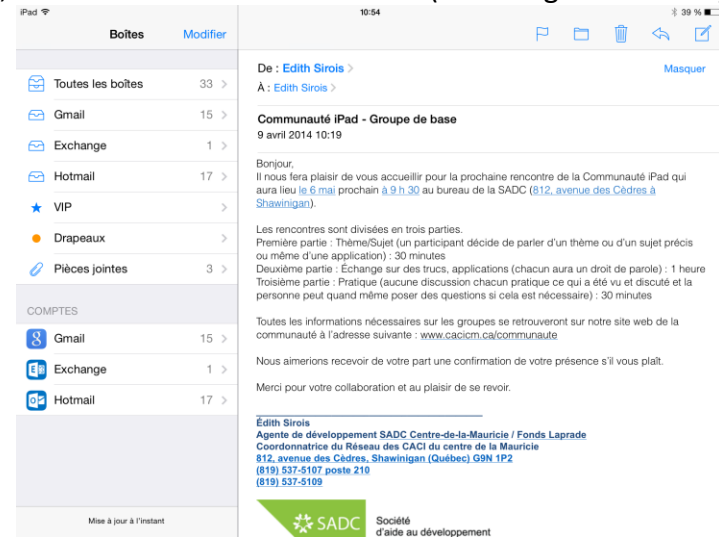 iPad
10:54
39 %
Boîtes
Modifier
Toutes les boîtes 33
Gmail 15
Exchange 1
Hotmail 17
VIP
Drapeaux
Pièces jointes 3
COMPTES
Gmail 15
Exchange 1
Hotmail 17
Mise à jour à l'instant
De : Edith Sirois
Masquer
À : Edith Sirois
Communauté iPad - Groupe de base
9 avril 2014 10:19
Bonjour,
Il nous fera plaisir de vous accueillir pour la prochaine rencontre de la Communauté iPad qui
aura lieu le 6 mai prochain à 9 h 30 au bureau de la SADC (812, avenue des Cèdres à
Shawinigan).
Les rencontres sont divisées en trois parties.
Première partie : Thème/Sujet (un participant décide de parler d'un thème ou d'un sujet précis
ou même d'une application) : 30 minutes
Deuxième partie : Échange sur des trucs, applications (chacun aura un droit de parole) : 1 heure
Troisième partie : Pratique (aucune discussion chacun pratique ce qui a été vu et discuté et la
personne peut quand même poser des questions si cela est nécessaire) : 30 minutes
Toutes les informations nécessaires sur les groupes se retrouveront sur notre site web de la
communauté à l'adresse suivante : www.cacicm.ca/communaute
Nous aimerions recevoir de votre part une confirmation de votre présence s'il vous plaît.
Merci pour votre collaboration et au plaisir de se revoir.
Édith Sirois
Agente de développement SADC Centre-de-la-Mauricie / Fonds Laprade
Coordonnatrice du Réseau des CACI du centre de la Mauricie
812, avenue des Cèdres, Shawinigan (Québec) G9N 1P2
(819) 537-5107 poste 210
(819) 537-5109
SADC
Société
d'aide au développement